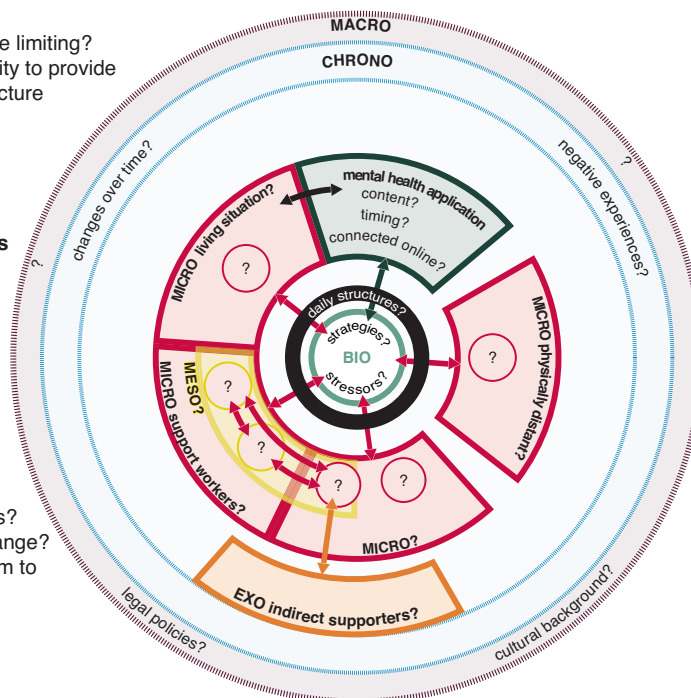 MACRO
CHRONO
e limiting?
ity to provide
cture
changes over time?
negative experiences?
?
?
s
mental health application
content?
timing?
connected online?
MICRO living situation?
?
daily structures?
strategies?
BIO
stressors?
MICRO physically distant?
?
MESO?
?
?
?
?
MICRO support workers?
MICRO?
s?
ange?
m to
EXO indirect supporters?
legal policies?
cultural background?